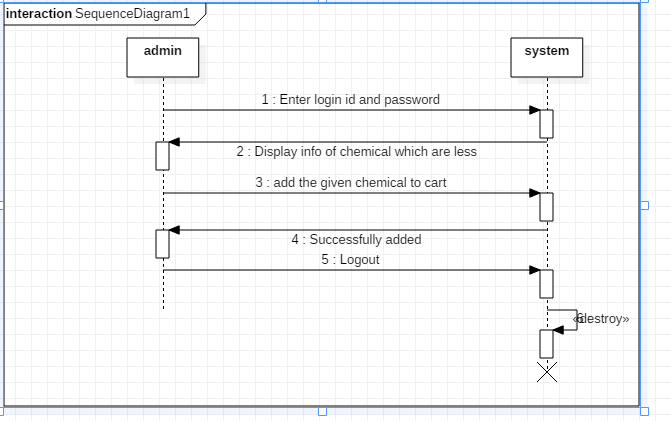 interaction SequenceDiagram1
admin
system
1 : Enter login id and password
2 : Display info of chemical which are less
3 : add the given chemical to cart
4 : Successfully added
5 : Logout
6 : «destroy»